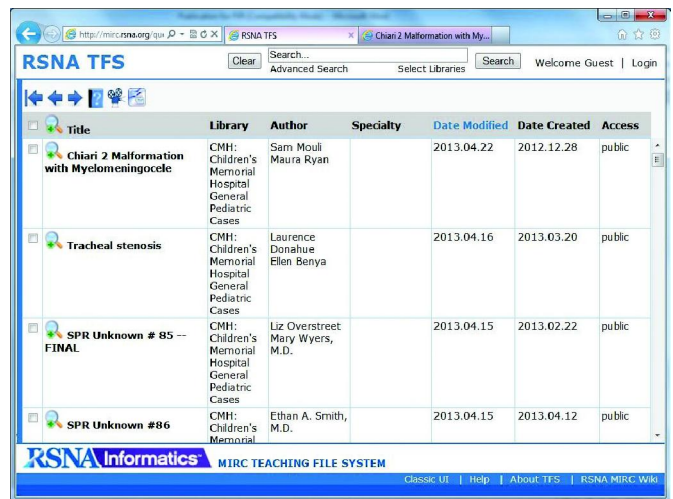 http://mirc.rsna.org/que
RSNA TFS
Chiari 2 Malformation with My...
RSNA TFS
Clear
Search...
Search
Advanced Search
Select Libraries
Welcome Guest | Login
Title
Library
Author
Specialty
Date Modified
Date Created
Access
Chiari 2 Malformation
with Myelomeningocele
CMH:
Children's
Memorial
Hospital
General
Pediatric
Cases
Sam Mouli
Maura Ryan
2013.04.22
2012.12.28
public
Tracheal stenosis
CMH:
Children's
Memorial
Hospital
General
Pediatric
Cases
Laurence
Donahue
Ellen Benya
2013.04.16
2013.03.20
public
SPR Unknown # 85 --
FINAL
CMH:
Children's
Memorial
Hospital
General
Pediatric
Cases
Liz Overstreet
Mary Wyers,
M.D.
2013.04.15
2013.02.22
public
SPR Unknown #86
CMH:
Children's
Memorial
Ethan A. Smith,
M.D.
2013.04.15
2013.04.12
public
RSNA Informatics
MIRC TEACHING FILE SYSTEM
Classic UI | Help | About TFS | RSNA MIRC Wiki